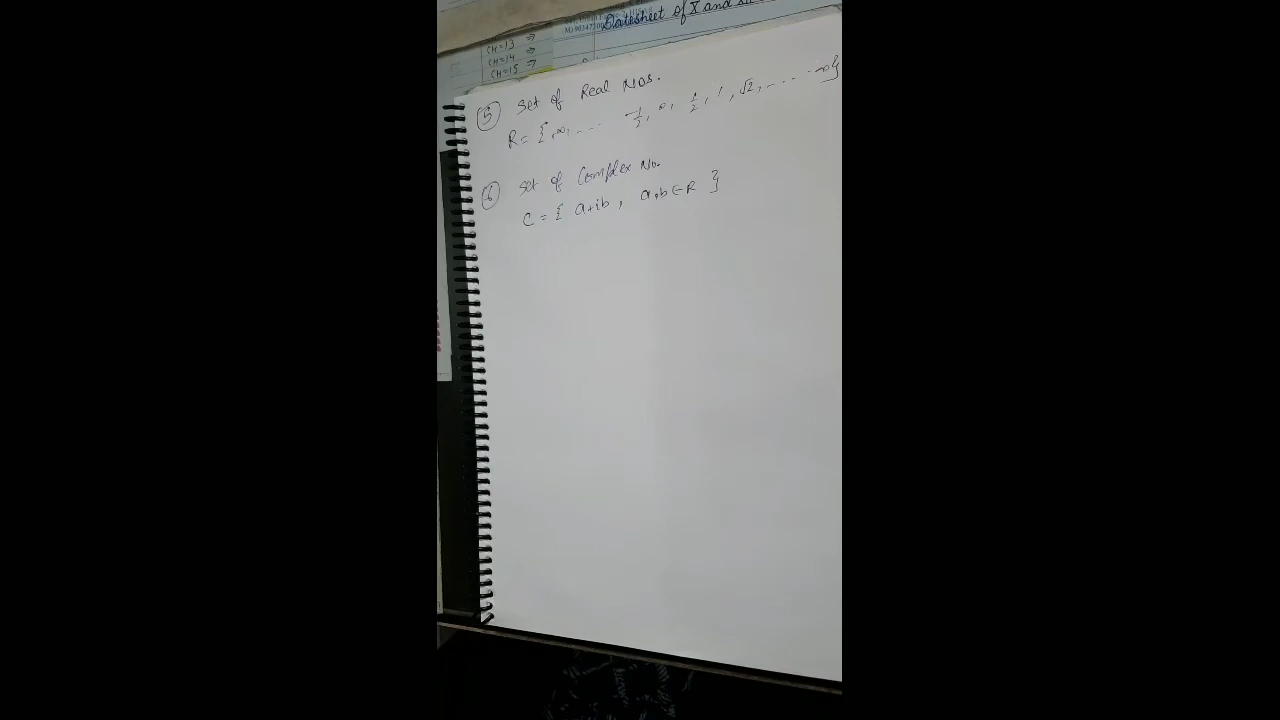 Datesheet of X and
CH=13 ⇒
CH=14 ⇒
CH=15 ⇒
5 Set of Real Nos.
R = { ,∞, .... -1/2, 0, 1/2, 1, √2, ..... ∞}
6 Set of Complex No.
C = { a+ib , a,b ∈ R }